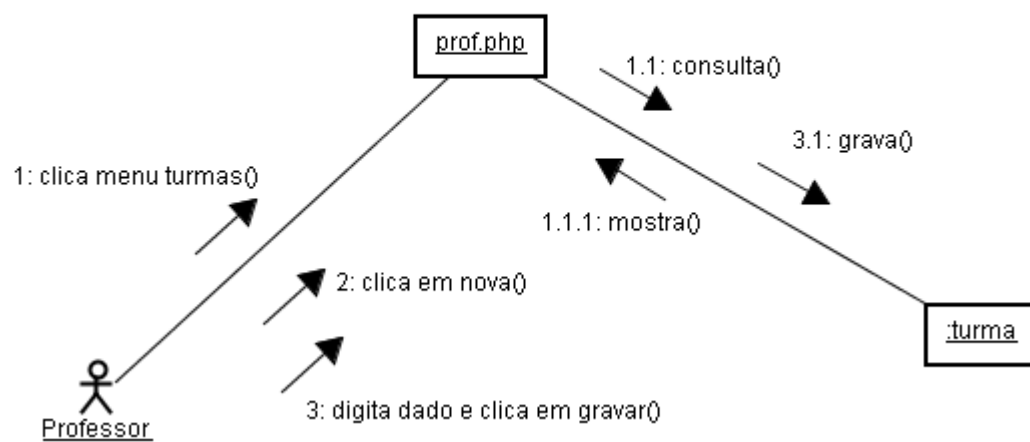 prof.php
1.1: consulta()
3.1: grava()
1: clica menu turmas()
1.1.1: mostra()
2: clica em nova()
:turma
3: digita dado e clica em gravar()
Professor